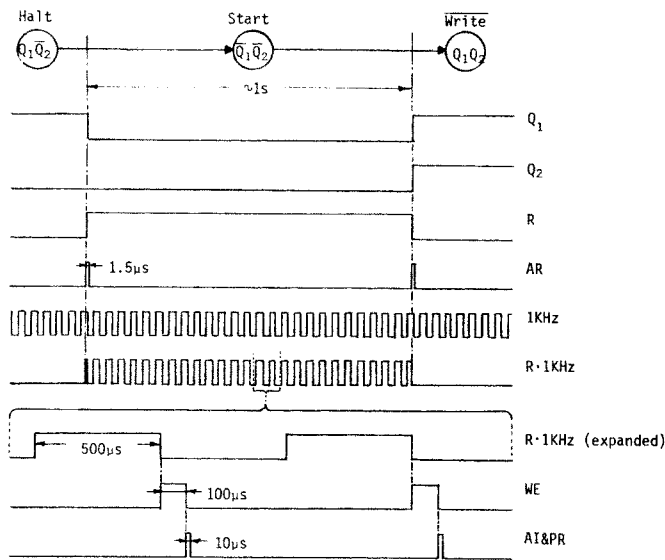 Halt Start W̅r̅i̅t̅e̅
Q₁Q̅₂ Q̅₁Q̅₂ Q₁Q₂
~1s
Q₁
Q₂
R
1.5µs AR
1KHz
R·1KHz
500µs R·1KHz (expanded)
100µs WE
10µs AI&PR